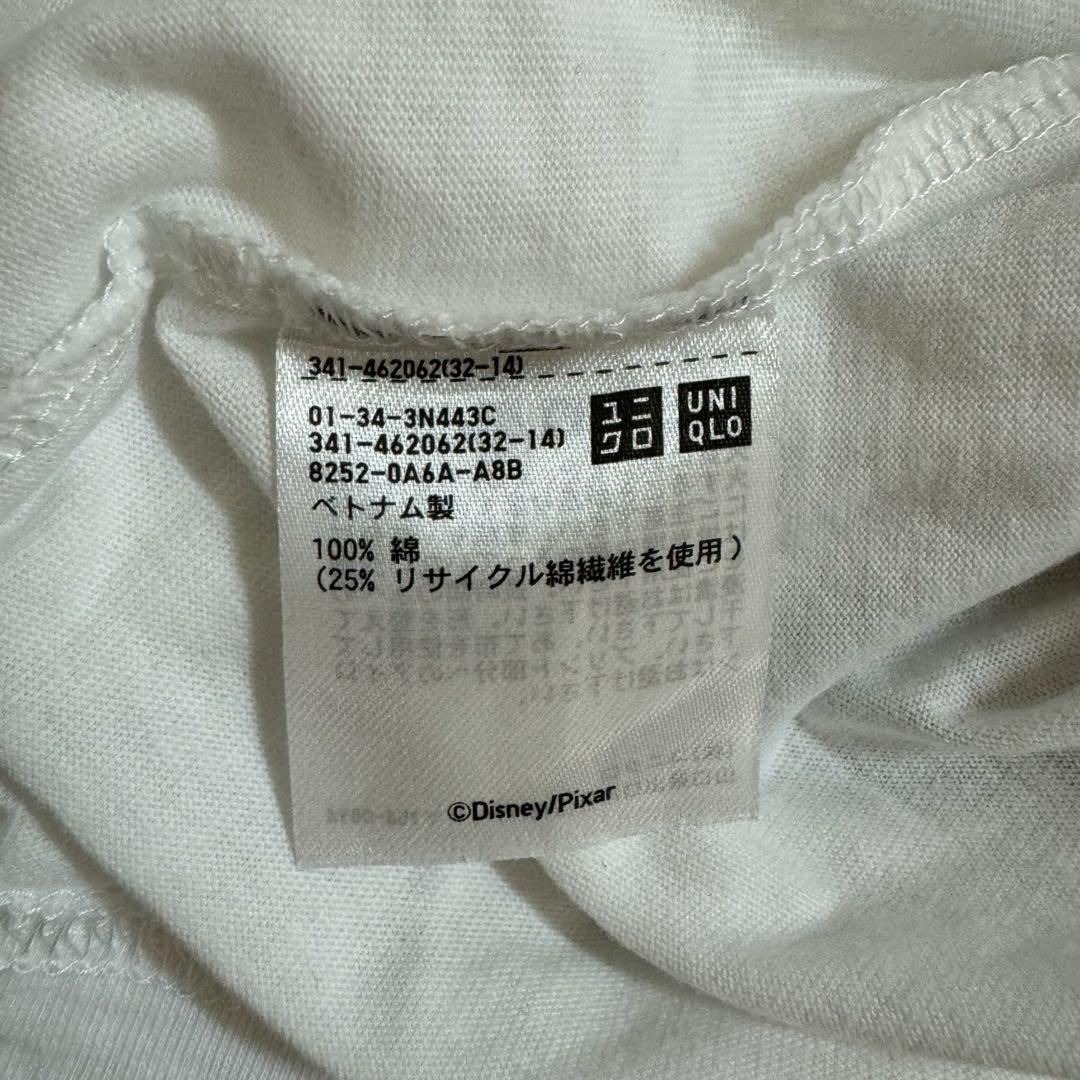 341-462062(32-14)
01-34-3N443C
341-462062(32-14)
8252-0A6A-A8B
ユニ
クロ
UNI
QLO
ベトナム製
100% 綿
(25% リサイクル綿繊維を使用)
©Disney/Pixar